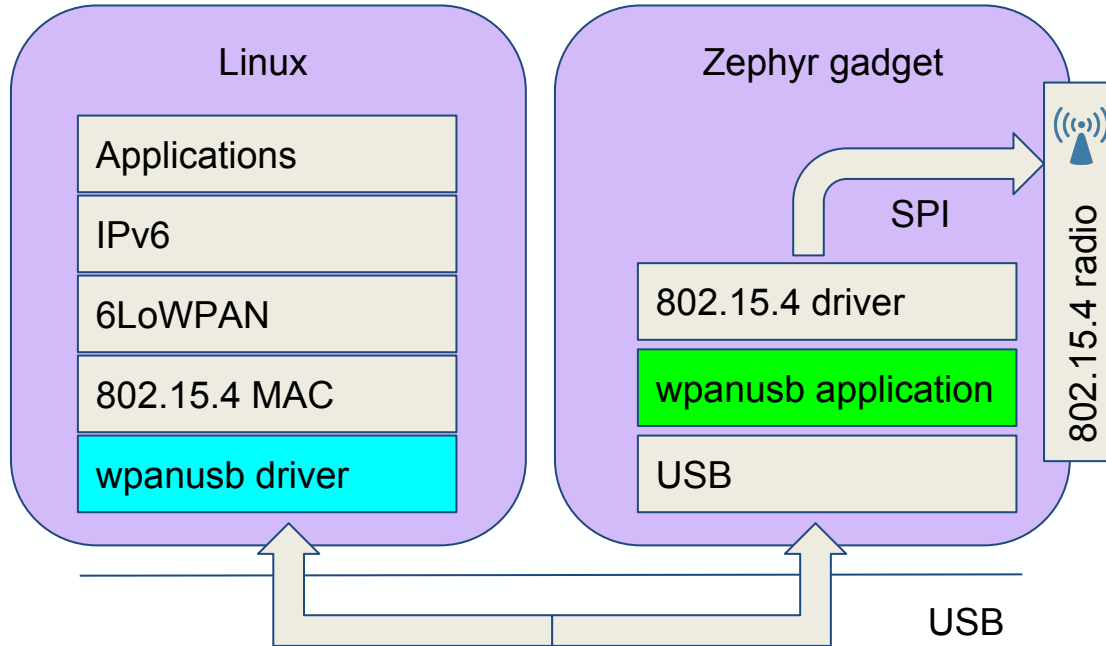 Linux
Applications
IPv6
6LoWPAN
802.15.4 MAC
wpanusb driver
Zephyr gadget
SPI
802.15.4 driver
wpanusb application
USB
802.15.4 radio
USB